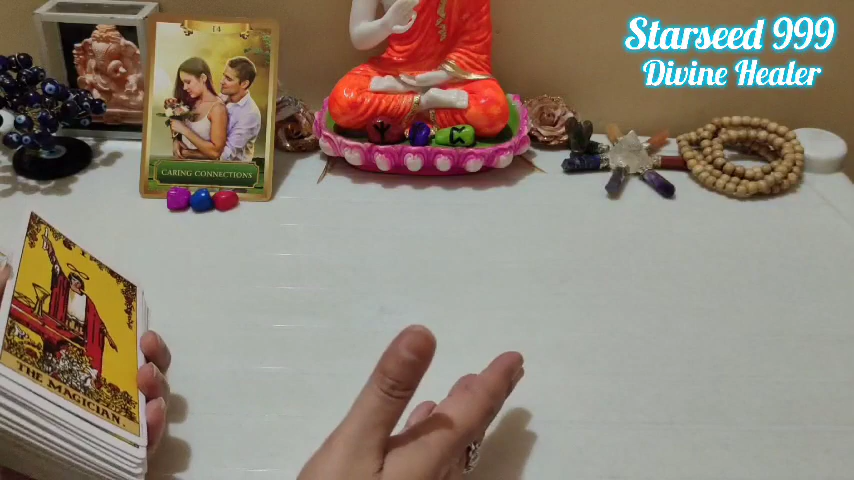 Starseed 999
Divine Healer
14
CARING CONNECTIONS
THE MAGICIAN.